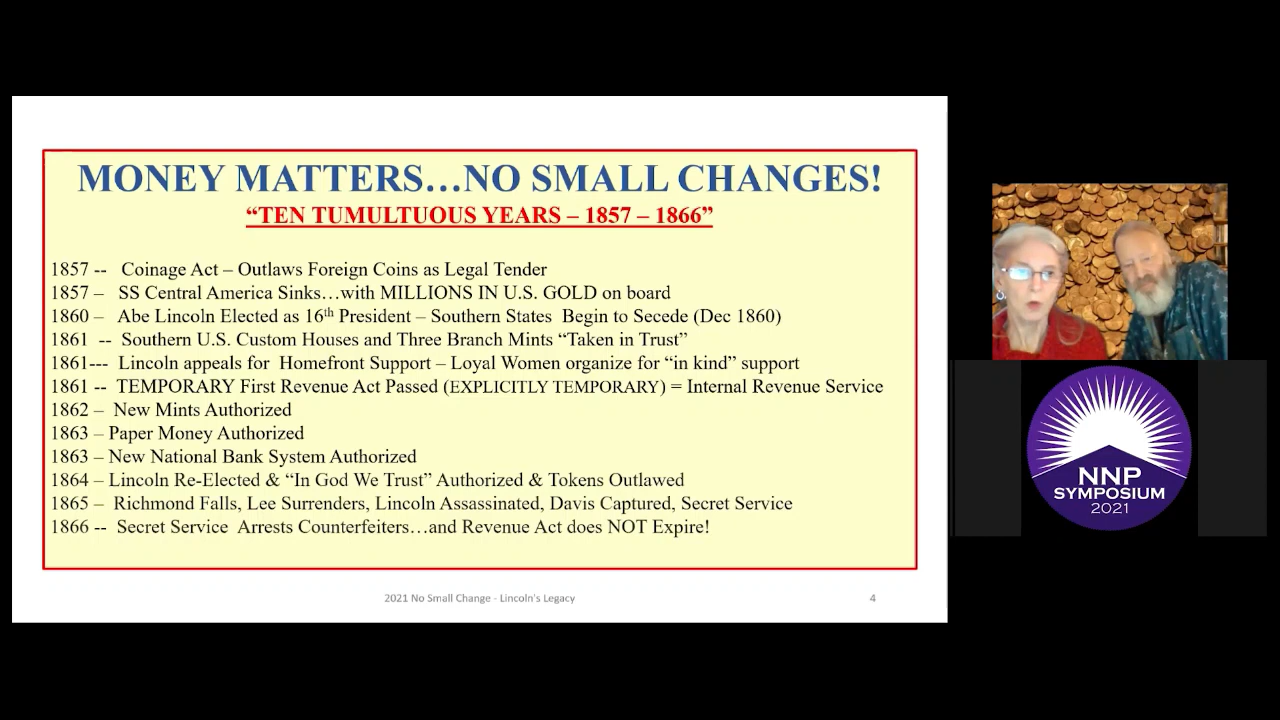 MONEY MATTERS…NO SMALL CHANGES!
“TEN TUMULTUOUS YEARS – 1857 – 1866”
1857 -- Coinage Act – Outlaws Foreign Coins as Legal Tender
1857 – SS Central America Sinks…with MILLIONS IN U.S. GOLD on board
1860 – Abe Lincoln Elected as 16th President – Southern States Begin to Secede (Dec 1860)
1861 -- Southern U.S. Custom Houses and Three Branch Mints “Taken in Trust”
1861--- Lincoln appeals for Homefront Support – Loyal Women organize for “in kind” support
1861 -- TEMPORARY First Revenue Act Passed (EXPLICITLY TEMPORARY) = Internal Revenue Service
1862 – New Mints Authorized
1863 – Paper Money Authorized
1863 – New National Bank System Authorized
1864 – Lincoln Re-Elected & “In God We Trust” Authorized & Tokens Outlawed
1865 – Richmond Falls, Lee Surrenders, Lincoln Assassinated, Davis Captured, Secret Service
1866 -- Secret Service Arrests Counterfeiters…and Revenue Act does NOT Expire!
2021 No Small Change - Lincoln's Legacy
4
NNP
SYMPOSIUM
2021